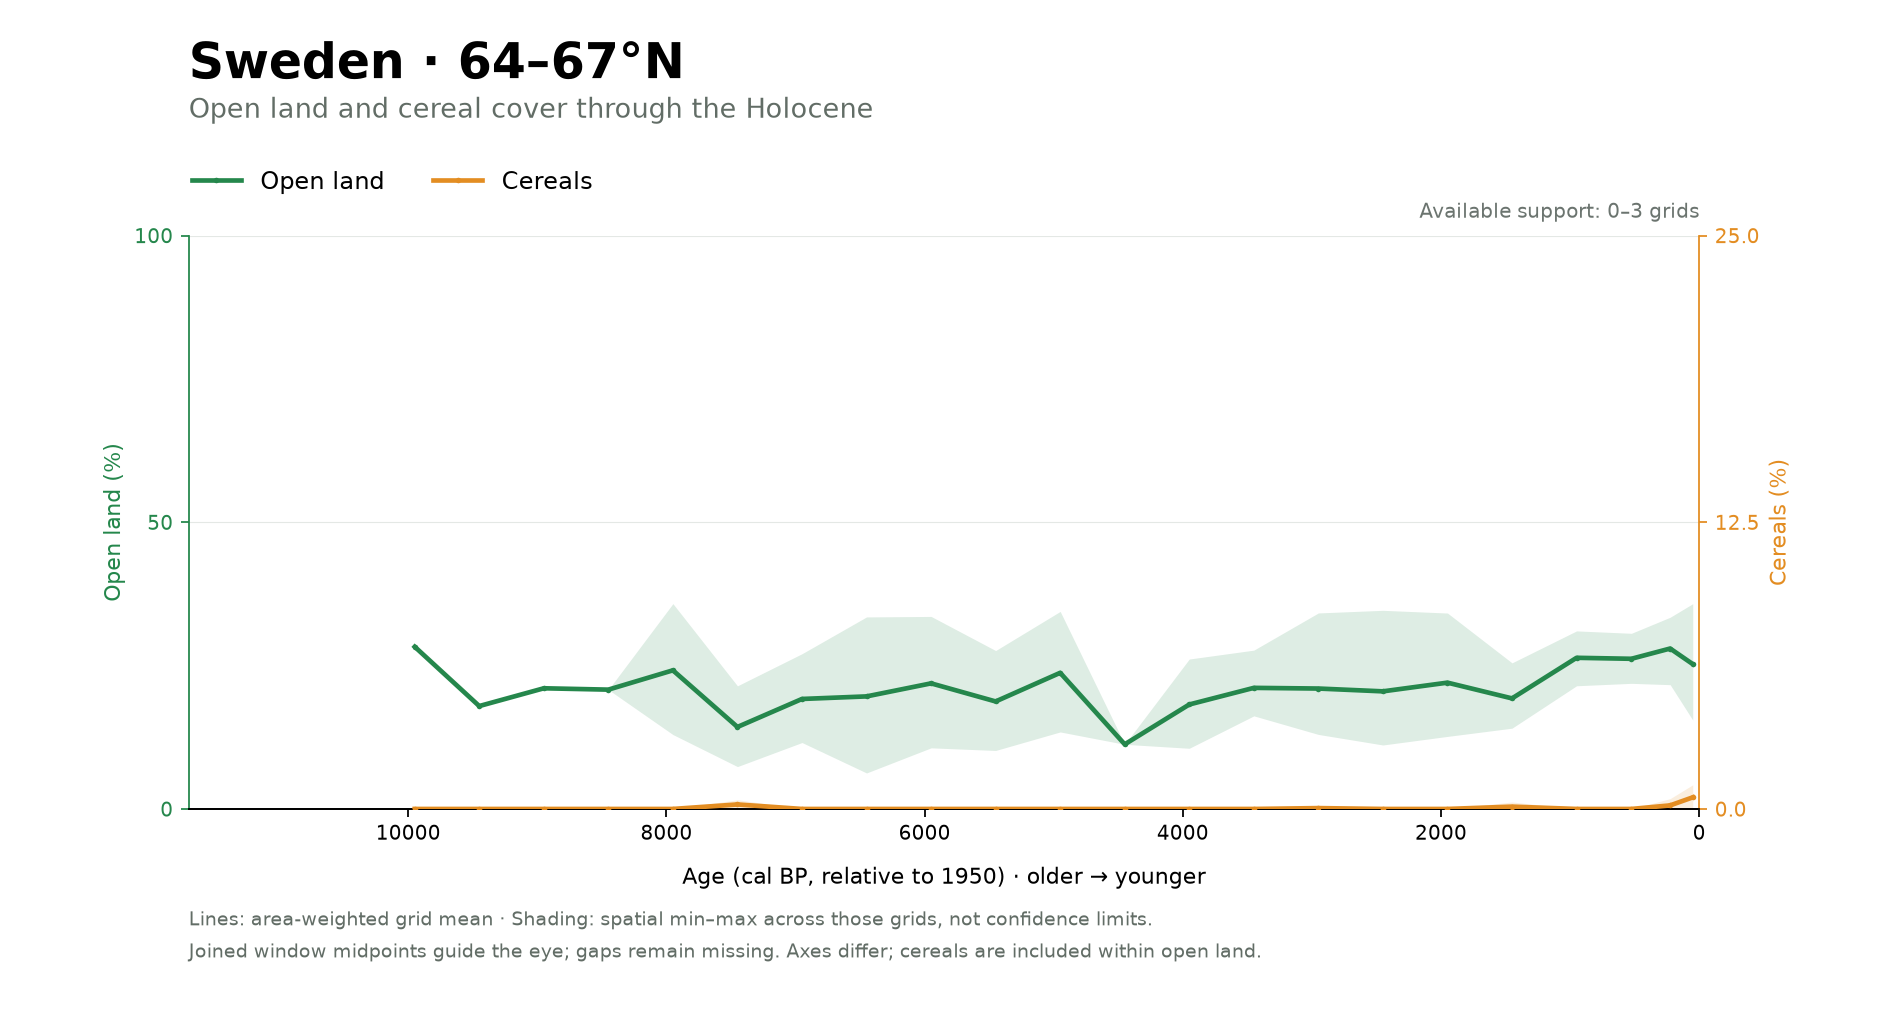 Sweden · 64–67°N
Open land and cereal cover through the Holocene
Open land
Cereals
Available support: 0–3 grids
100
50
0
Open land (%)
25.0
12.5
0.0
Cereals (%)
10000
8000
6000
4000
2000
0
Age (cal BP, relative to 1950) · older → younger
Lines: area-weighted grid mean · Shading: spatial min–max across those grids, not confidence limits.
Joined window midpoints guide the eye; gaps remain missing. Axes differ; cereals are included within open land.